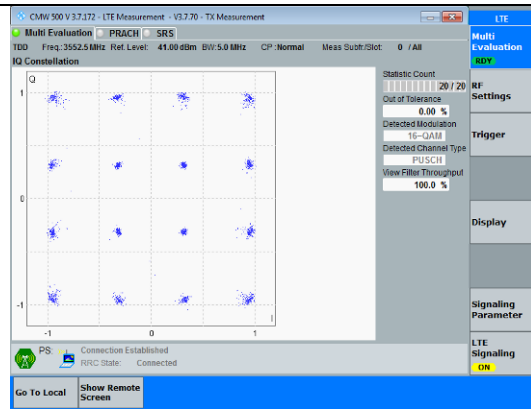 CMW 500 V 3.7.172 - LTE Measurement - V3.7.70 - TX Measurement
LTE
Multi Evaluation PRACH SRS
Multi
Evaluation
RDY
TDD Freq.:3552.5 MHz Ref. Level: 41.00 dBm BW:5.0 MHz CP :Normal Meas Subfr./Slot: 0 / All
IQ Constellation
Q
1
0
-1
I
-1 0 1
Statistic Count
20 / 20
Out of Tolerance
0.00 %
Detected Modulation
16-QAM
Detected Channel Type
PUSCH
View Filter Throughput
100.0 %
RF
Settings
Trigger
Display
Signaling
Parameter
LTE
Signaling
ON
PS: Connection Established
RRC State: Connected
Go To Local
Show Remote
Screen